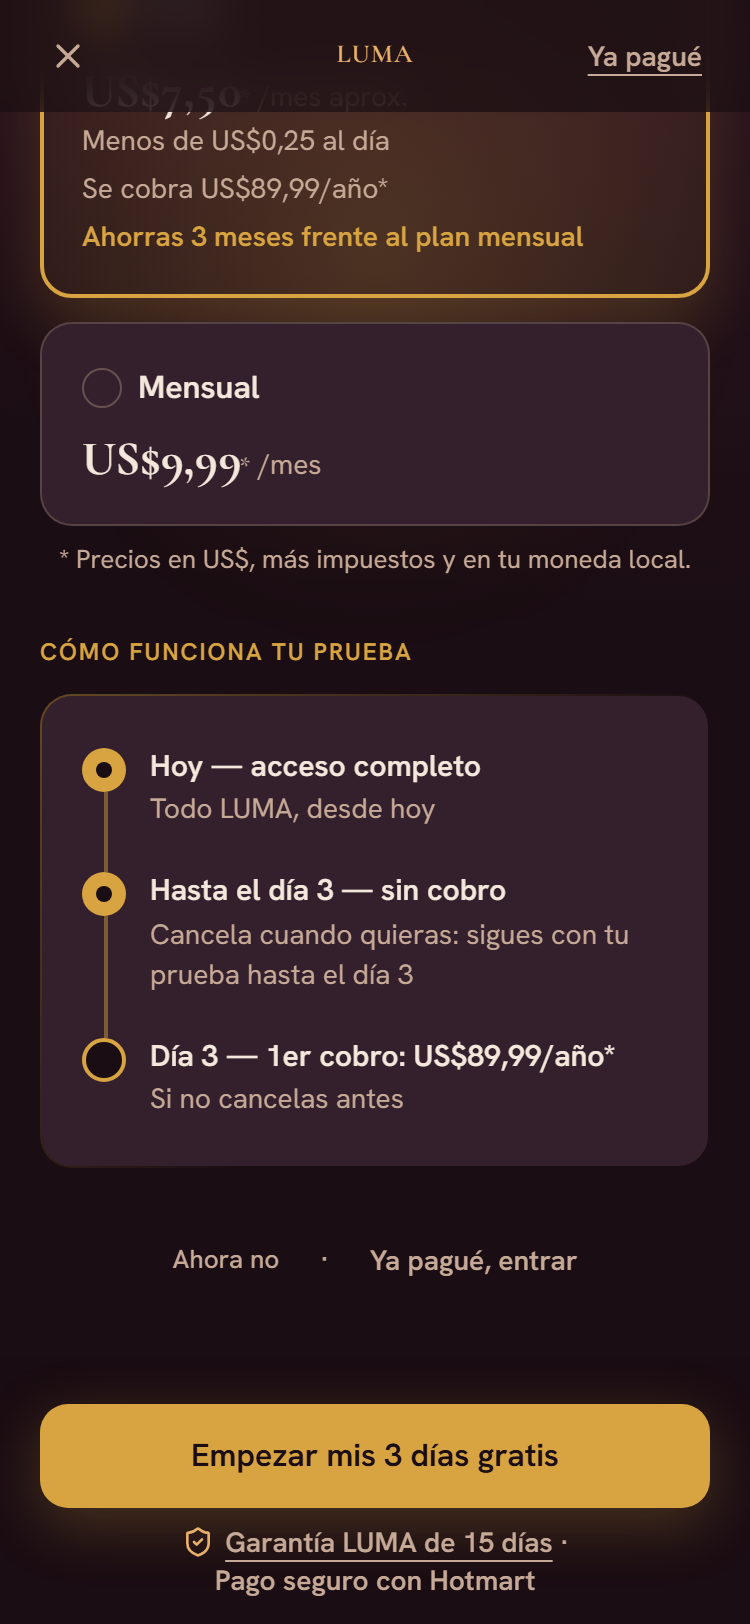 LUMA
Ya pagué
US$7,50* /mes aprox.
Menos de US$0,25 al día
Se cobra US$89,99/año*
Ahorras 3 meses frente al plan mensual
Mensual
US$9,99* /mes
* Precios en US$, más impuestos y en tu moneda local.
CÓMO FUNCIONA TU PRUEBA
Hoy — acceso completo
Todo LUMA, desde hoy
Hasta el día 3 — sin cobro
Cancela cuando quieras: sigues con tu
prueba hasta el día 3
Día 3 — 1er cobro: US$89,99/año*
Si no cancelas antes
Ahora no · Ya pagué, entrar
Empezar mis 3 días gratis
Garantía LUMA de 15 días ·
Pago seguro con Hotmart